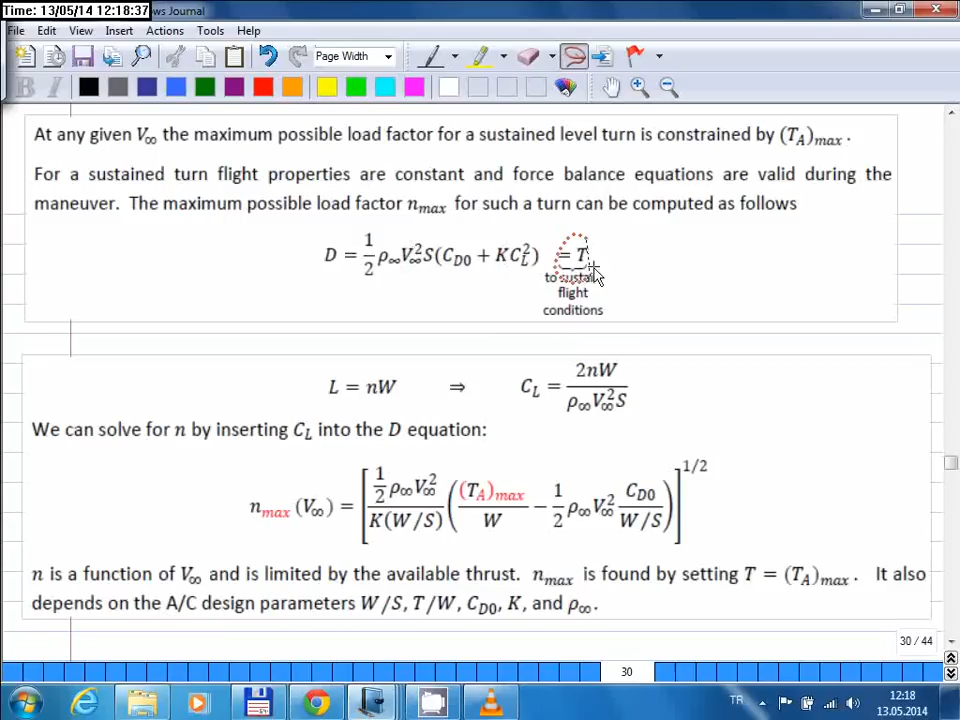 Time: 13/05/14 12:18:37
ows Journal
File Edit View Insert Actions Tools Help
Page Width
B I
At any given V∞ the maximum possible load factor for a sustained level turn is constrained by (T_A)_max .
For a sustained turn flight properties are constant and force balance equations are valid during the
maneuver. The maximum possible load factor n_max for such a turn can be computed as follows
D = 1/2 ρ∞V∞²S(C_D0 + KC_L²) = T
to sustai
flight
conditions
L = nW ⇒ C_L = 2nW / ρ∞V∞²S
We can solve for n by inserting C_L into the D equation:
n_max (V∞) = [ (1/2 ρ∞V∞²) / (K(W/S)) ( (T_A)_max / W − 1/2 ρ∞V∞² C_D0 / (W/S) ) ]^1/2
n is a function of V∞ and is limited by the available thrust. n_max is found by setting T = (T_A)_max . It also
depends on the A/C design parameters W/S, T/W, C_D0, K, and ρ∞.
30 / 44
30
TR
12:18
13.05.2014